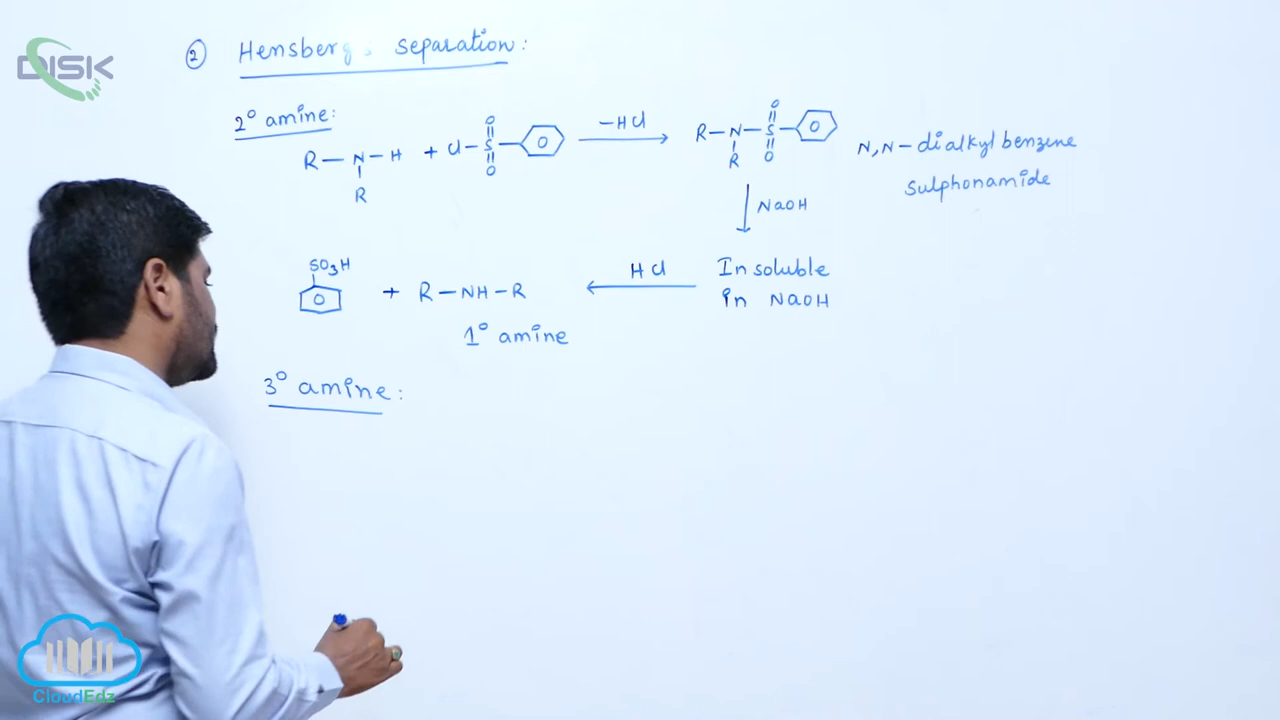 DISK
② Hensberg's separation:
2° amine:
R–N–H + Cl–S– –HCl R–N–S–
O
O
O
O
R
R
N,N–dialkyl benzene
sulphonamide
NaOH
SO3H
+ R–NH–R
HCl
Insoluble
in NaOH
1° amine
3° amine:
CloudEdz